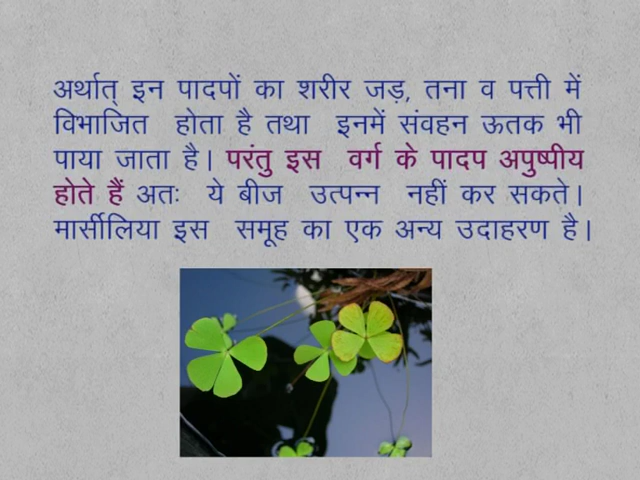 अर्थात् इन पादपों का शरीर जड़, तना व पत्ती में
विभाजित होता है तथा इनमें संवहन ऊतक भी
पाया जाता है। परंतु इस वर्ग के पादप अपुष्पीय
होते हैं अतः ये बीज उत्पन्न नहीं कर सकते।
मार्सीलिया इस समूह का एक अन्य उदाहरण है।